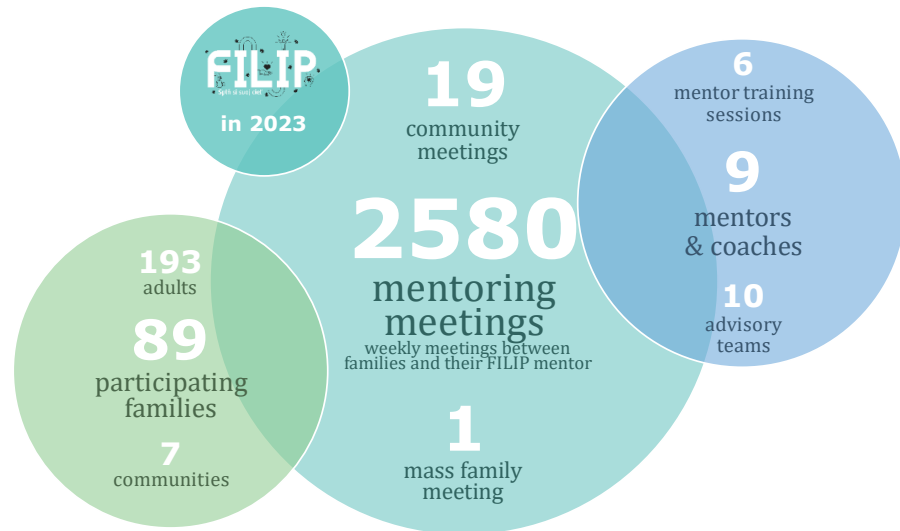 FILIP
in 2023
19
community
meetings
2580
mentoring
meetings
weekly meetings between
families and their FILIP mentor
1
mass family
meeting
6
mentor training
sessions
9
mentors
& coaches
10
advisory
teams
193
adults
89
participating
families
7
communities